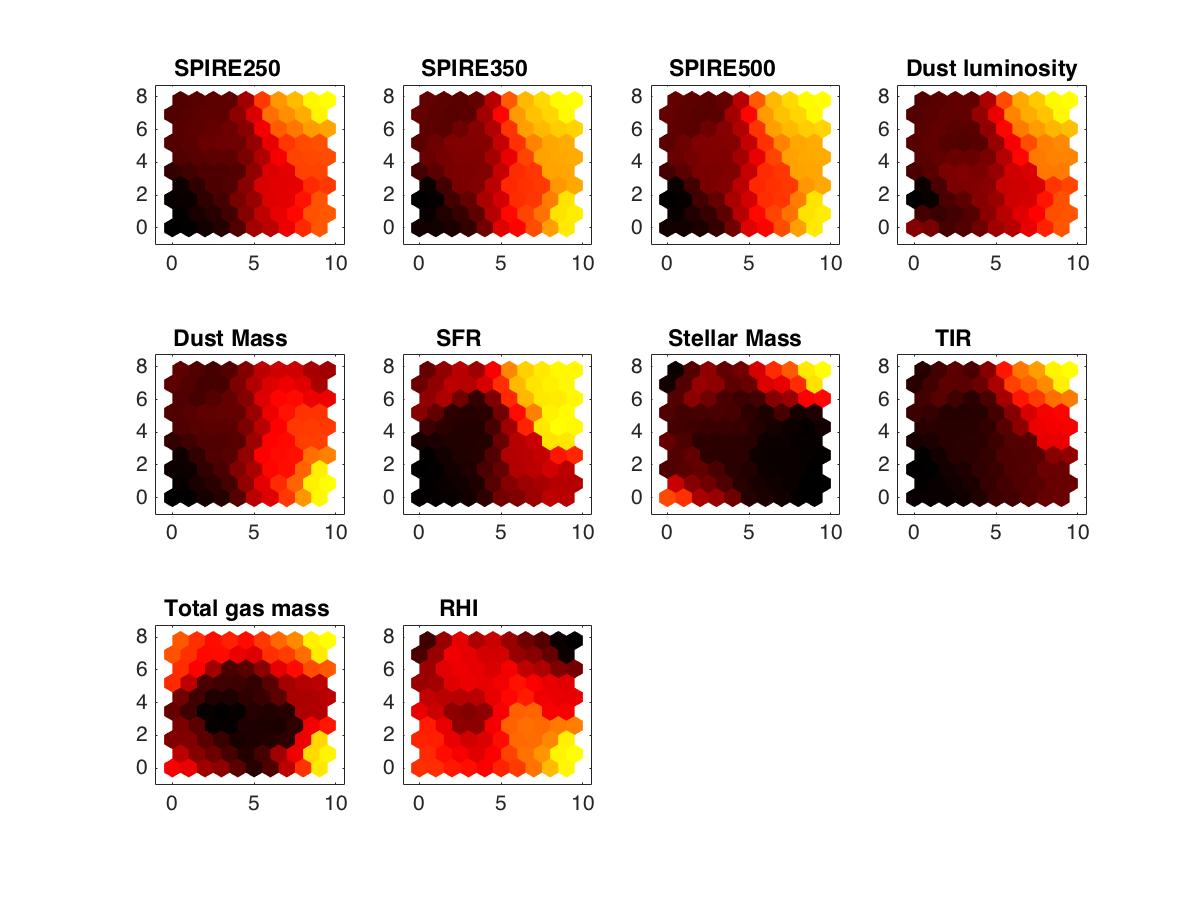 SPIRE250 SPIRE350 SPIRE500 Dust luminosity
8 8 8 8
6 6 6 6
4 4 4 4
2 2 2 2
0 0 0 0
0 5 10 0 5 10 0 5 10 0 5 10
Dust Mass SFR Stellar Mass TIR
8 8 8 8
6 6 6 6
4 4 4 4
2 2 2 2
0 0 0 0
0 5 10 0 5 10 0 5 10 0 5 10
Total gas mass RHI
8 8
6 6
4 4
2 2
0 0
0 5 10 0 5 10